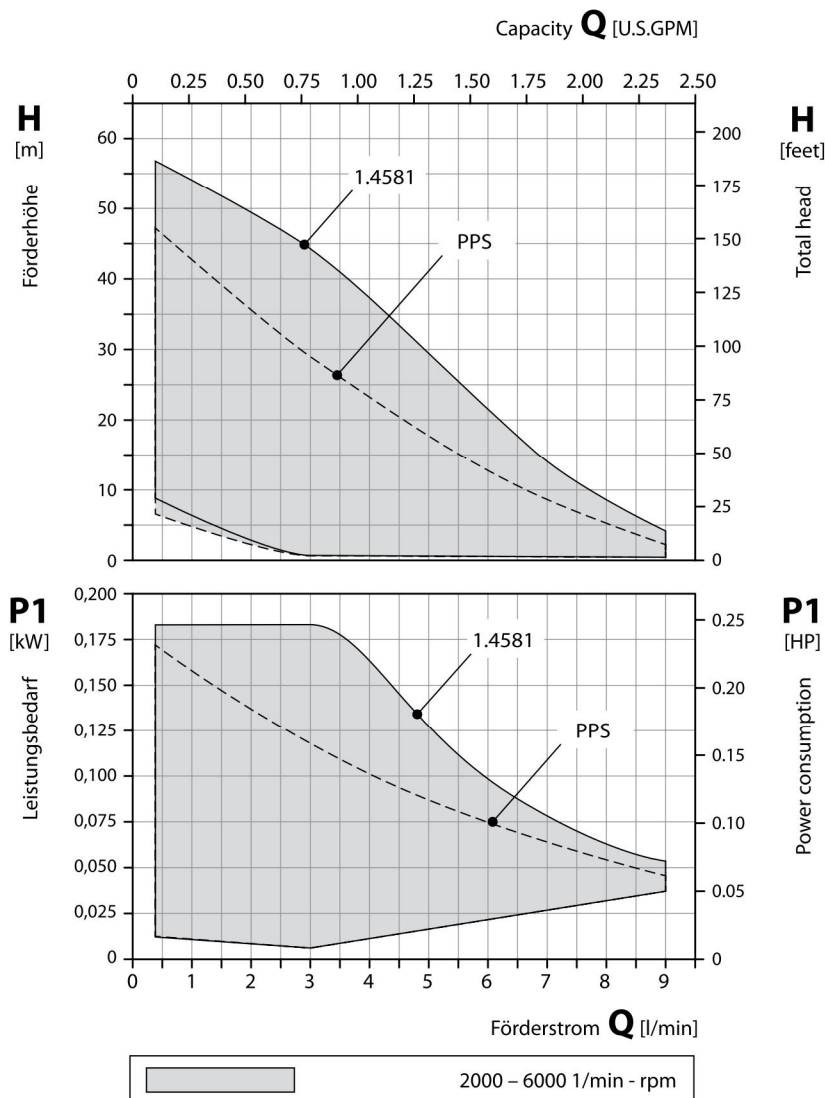 Capacity Q [U.S.GPM]
0 0.25 0.50 0.75 1.00 1.25 1.50 1.75 2.00 2.25 2.50
H
[m]
Förderhöhe
60
50
40
30
20
10
0
1.4581
PPS
H
[feet]
Total head
200
175
150
125
100
75
50
25
0
P1
[kW]
Leistungsbedarf
0,200
0,175
0,150
0,125
0,100
0,075
0,050
0,025
0
1.4581
PPS
P1
[HP]
Power consumption
0.25
0.20
0.15
0.10
0.05
0
0 1 2 3 4 5 6 7 8 9
Förderstrom Q [l/min]
2000 – 6000 1/min - rpm